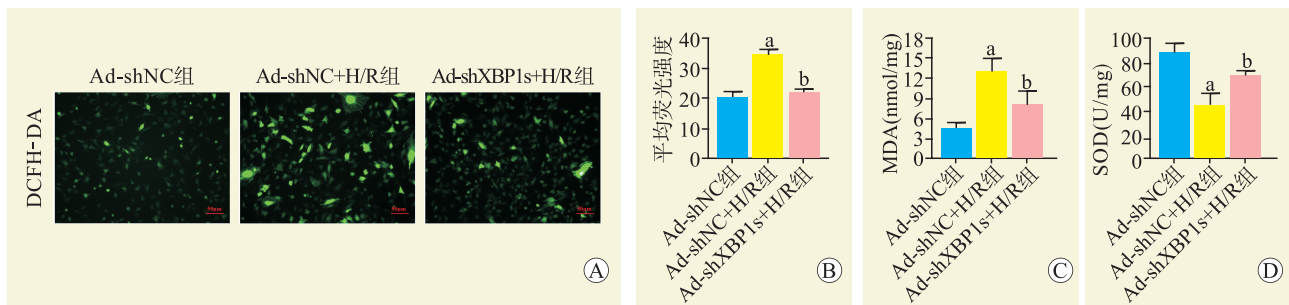 Ad-shNC组
Ad-shNC+H/R组
Ad-shXBP1s+H/R组
DCFH-DA
50μm
50μm
50μm
A
平均荧光强度
40
30
20
10
0
a
b
Ad-shNC组
Ad-shNC+H/R组
Ad-shXBP1s+H/R组
B
MDA(nmol/mg)
18
15
12
9
6
3
0
a
b
Ad-shNC组
Ad-shNC+H/R组
Ad-shXBP1s+H/R组
C
SOD(U/mg)
100
80
60
40
80
0
a
b
Ad-shNC组
Ad-shNC+H/R组
Ad-shXBP1s+H/R组
D